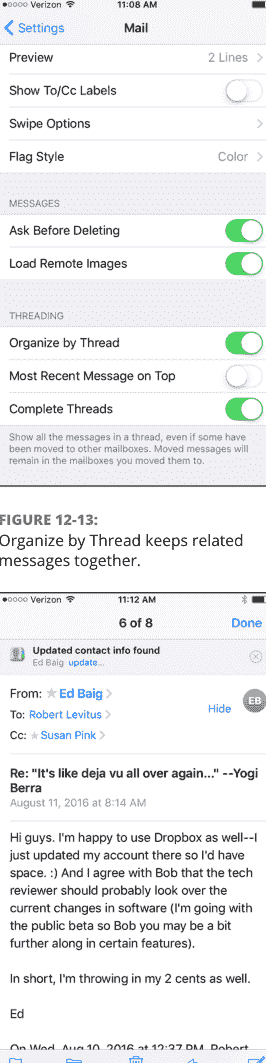 Verizon 11:08 AM
Settings Mail
Preview 2 Lines
Show To/Cc Labels
Swipe Options
Flag Style Color
MESSAGES
Ask Before Deleting
Load Remote Images
THREADING
Organize by Thread
Most Recent Message on Top
Complete Threads
Show all the messages in a thread, even if some have
been moved to other mailboxes. Moved messages will
remain in the mailboxes you moved them to.
FIGURE 12-13:
Organize by Thread keeps related
messages together.
Verizon 11:12 AM
6 of 8 Done
Updated contact info found
Ed Baig update...
From: Ed Baig EB
To: Robert Levitus Hide
Cc: Susan Pink
Re: "It's like deja vu all over again..." --Yogi
Berra
August 11, 2016 at 8:14 AM
Hi guys. I'm happy to use Dropbox as well--I
just updated my account there so I'd have
space. :) And I agree with Bob that the tech
reviewer should probably look over the
current changes in software (I'm going with
the public beta so Bob you may be a bit
further along in certain features).
In short, I'm throwing in my 2 cents as well.
Ed
On Wed, Aug 10, 2016 at 12:37 PM, Robert